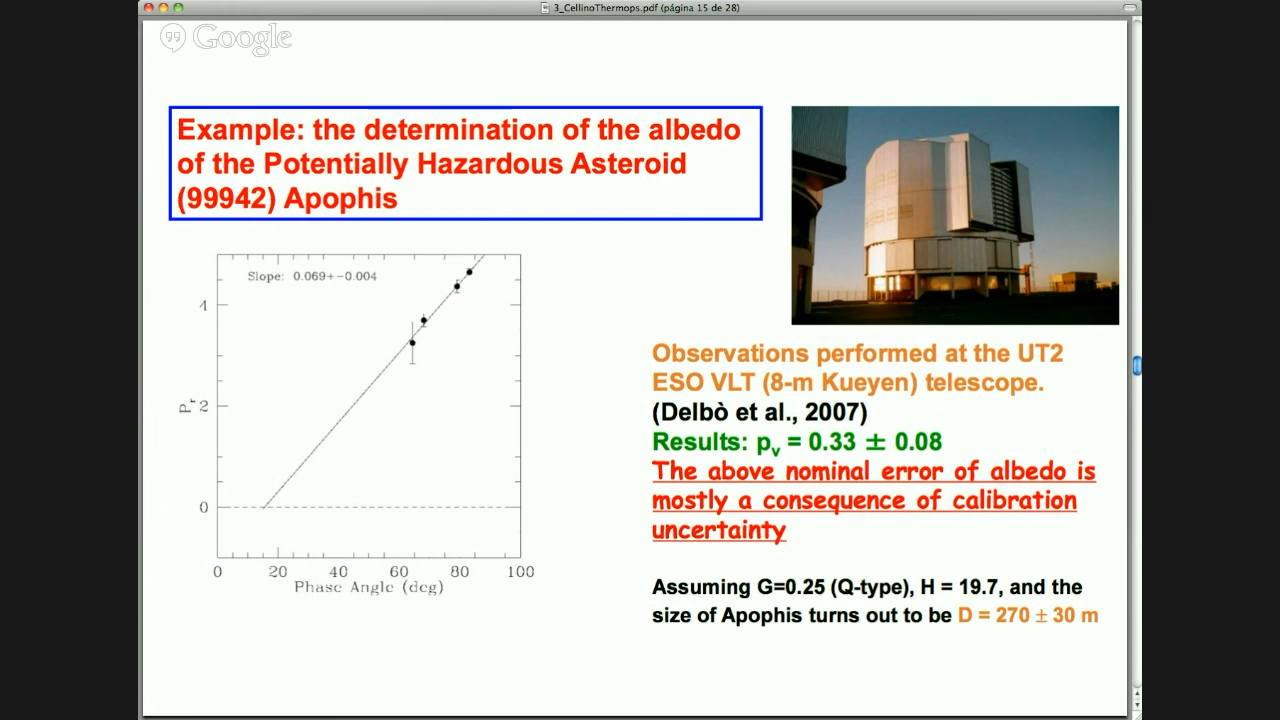 3_CellinoThermops.pdf (página 15 de 28)
Google
Example: the determination of the albedo
of the Potentially Hazardous Asteroid
(99942) Apophis
Slope: 0.069+-0.004
4
2
0
Pr
0 20 40 60 80 100
Phase Angle (deg)
Observations performed at the UT2
ESO VLT (8-m Kueyen) telescope.
(Delbò et al., 2007)
Results: pv = 0.33 ± 0.08
The above nominal error of albedo is
mostly a consequence of calibration
uncertainty
Assuming G=0.25 (Q-type), H = 19.7, and the
size of Apophis turns out to be D = 270 ± 30 m